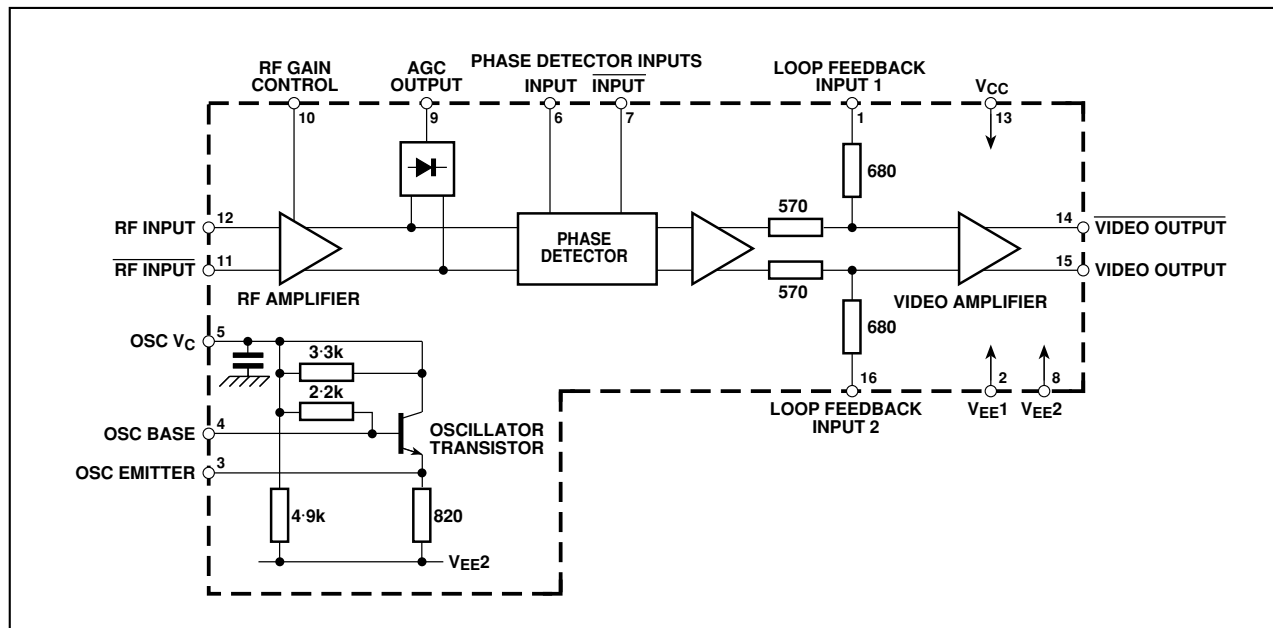 RF GAIN
CONTROL
AGC
OUTPUT
PHASE DETECTOR INPUTS
INPUT
INPUT
LOOP FEEDBACK
INPUT 1
VCC
10
9
6
7
1
13
680
570
RF INPUT
12
14
VIDEO OUTPUT
PHASE
DETECTOR
RF INPUT
11
15
VIDEO OUTPUT
RF AMPLIFIER
570
VIDEO AMPLIFIER
680
OSC VC
5
3·3k
2·2k
16
2
8
LOOP FEEDBACK
INPUT 2
VEE1
VEE2
OSC BASE
4
OSCILLATOR
TRANSISTOR
OSC EMITTER
3
4·9k
820
VEE2